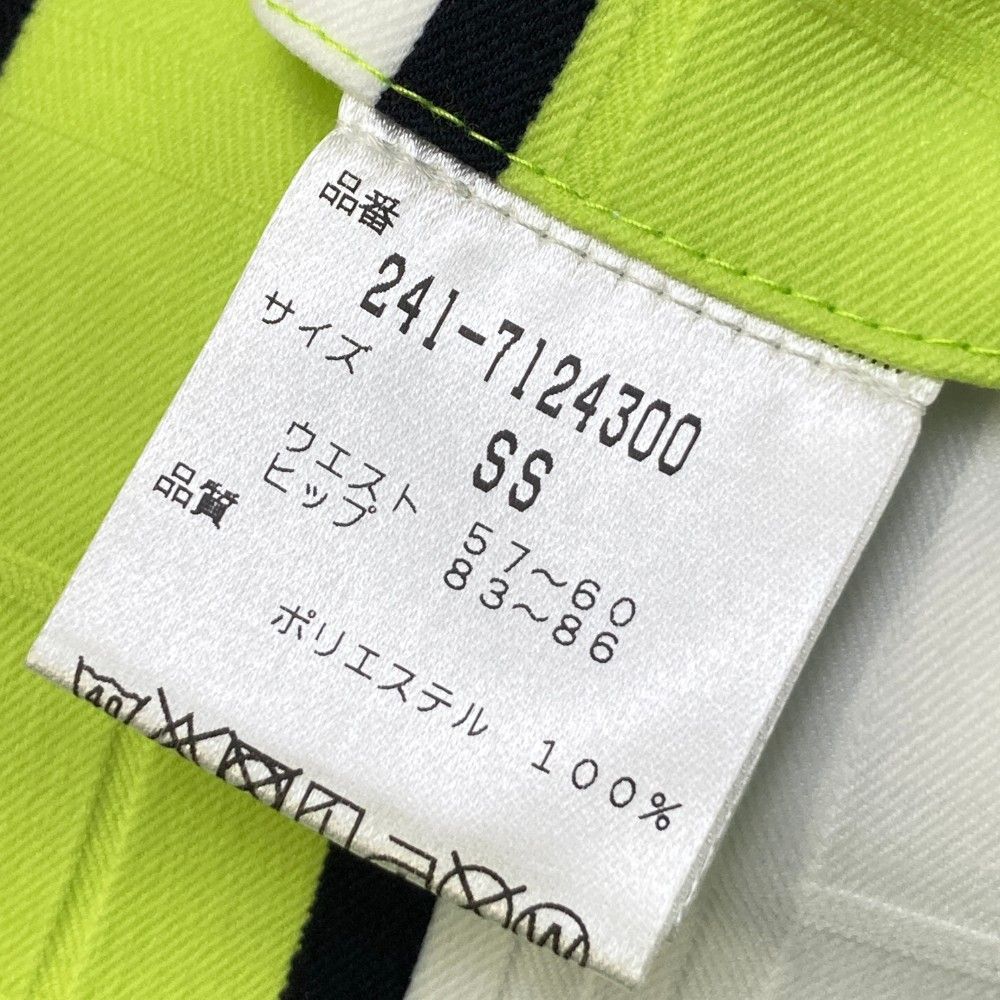 品番
241-7124300
サイズ
SS
ウエスト 57～60
ヒップ 83～86
品質
ポリエステル 100%
40
W